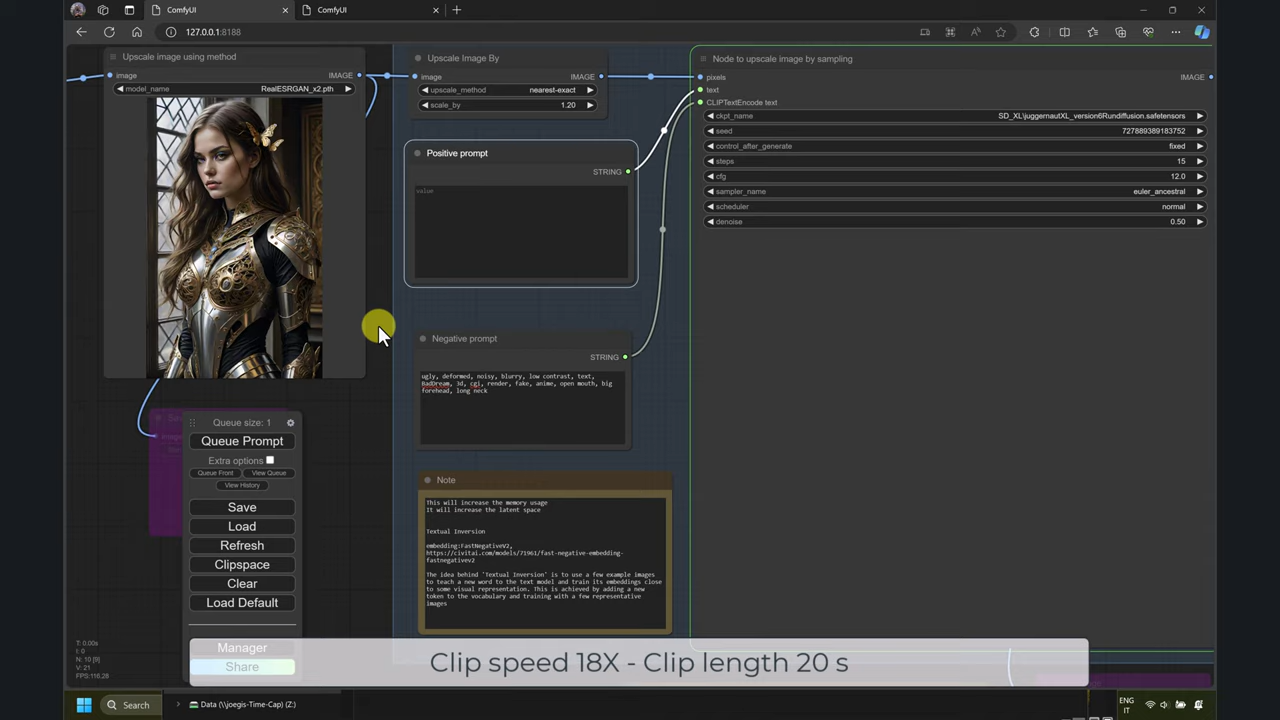 ComfyUI
ComfyUI
127.0.0.1:8188
Upscale image using method
image IMAGE
model_name RealESRGAN_x2.pth
Upscale Image By
image IMAGE
upscale_method nearest-exact
scale_by 1.20
Positive prompt
STRING
value
Negative prompt
STRING
ugly, deformed, noisy, blurry, low contrast, text,
BadDream, 3d, cgi, render, fake, anime, open mouth, big
forehead, long neck
Note
This will increase the memory usage
It will increase the latent space
Textual Inversion
embedding:FastNegativeV2,
https://civitai.com/models/71961/fast-negative-embedding-
fastnegativev2
The idea behind 'Textual Inversion' is to use a few example images
to teach a new word to the text model and train its embeddings close
to some visual representation. This is achieved by adding a new
token to the vocabulary and training with a few representative
images
Node to upscale image by sampling
pixels IMAGE
text
CLIPTextEncode text
ckpt_name SD_XL\juggernautXL_version6Rundiffusion.safetensors
seed 727889389183752
control_after_generate fixed
steps 15
cfg 12.0
sampler_name euler_ancestral
scheduler normal
denoise 0.50
Queue size: 1
Queue Prompt
Extra options
Queue Front View Queue
View History
Save
Load
Refresh
Clipspace
Clear
Load Default
Manager
Share
T: 0.00s
I: 0
N: 10 [9]
V: 21
FPS:116.28
Clip speed 18X - Clip length 20 s
Search
Data (\\joegis-Time-Cap) (Z:)
ENG
IT